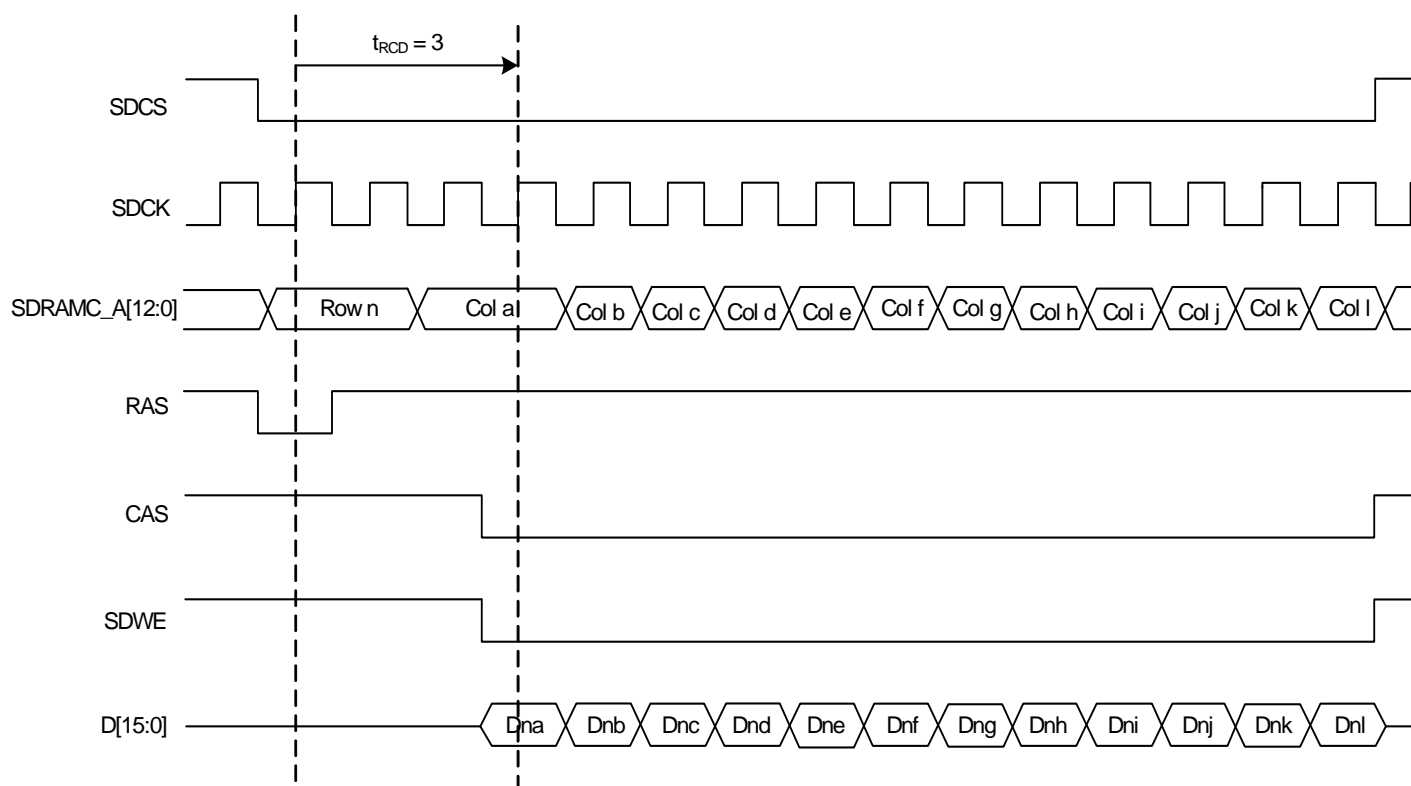 tRCD = 3
SDCS
SDCK
SDRAMC_A[12:0] Row n Col a Col b Col c Col d Col e Col f Col g Col h Col i Col j Col k Col l
RAS
CAS
SDWE
D[15:0] Dna Dnb Dnc Dnd Dne Dnf Dng Dnh Dni Dnj Dnk Dnl